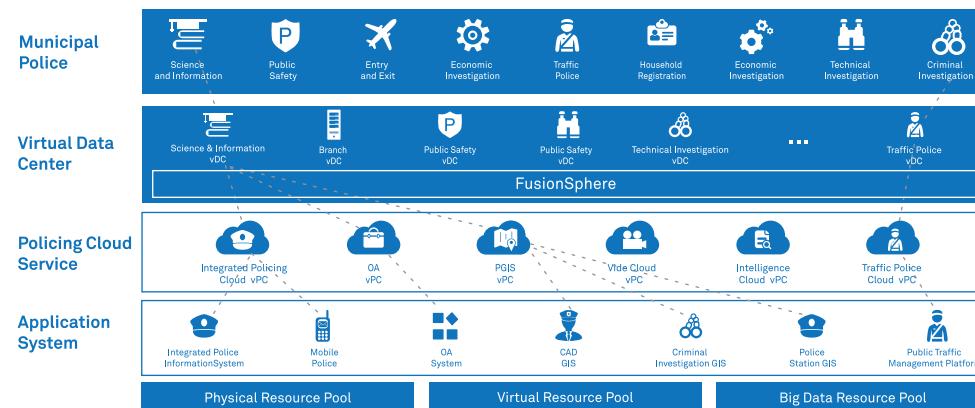 Municipal
Police
Science
and Information
Public
Safety
Entry
and Exit
Economic
Investigation
Traffic
Police
Household
Registration
Economic
Investigation
Technical
Investigation
Criminal
Investigation
Virtual Data
Center
Science & Information
vDC
Branch
vDC
Public Safety
vDC
Public Safety
vDC
Technical Investigation
vDC
...
Traffic Police
vDC
FusionSphere
Policing Cloud
Service
Integrated Policing
Cloud vPC
OA
vPC
PGIS
vPC
VIde Cloud
vPC
Intelligence
Cloud vPC
Traffic Police
Cloud vPC
Application
System
Integrated Police
InformationSystem
Mobile
Police
OA
System
CAD
GIS
Criminal
Investigation GIS
Police
Station GIS
Public Traffic
Management Platform
Physical Resource Pool
Virtual Resource Pool
Big Data Resource Pool